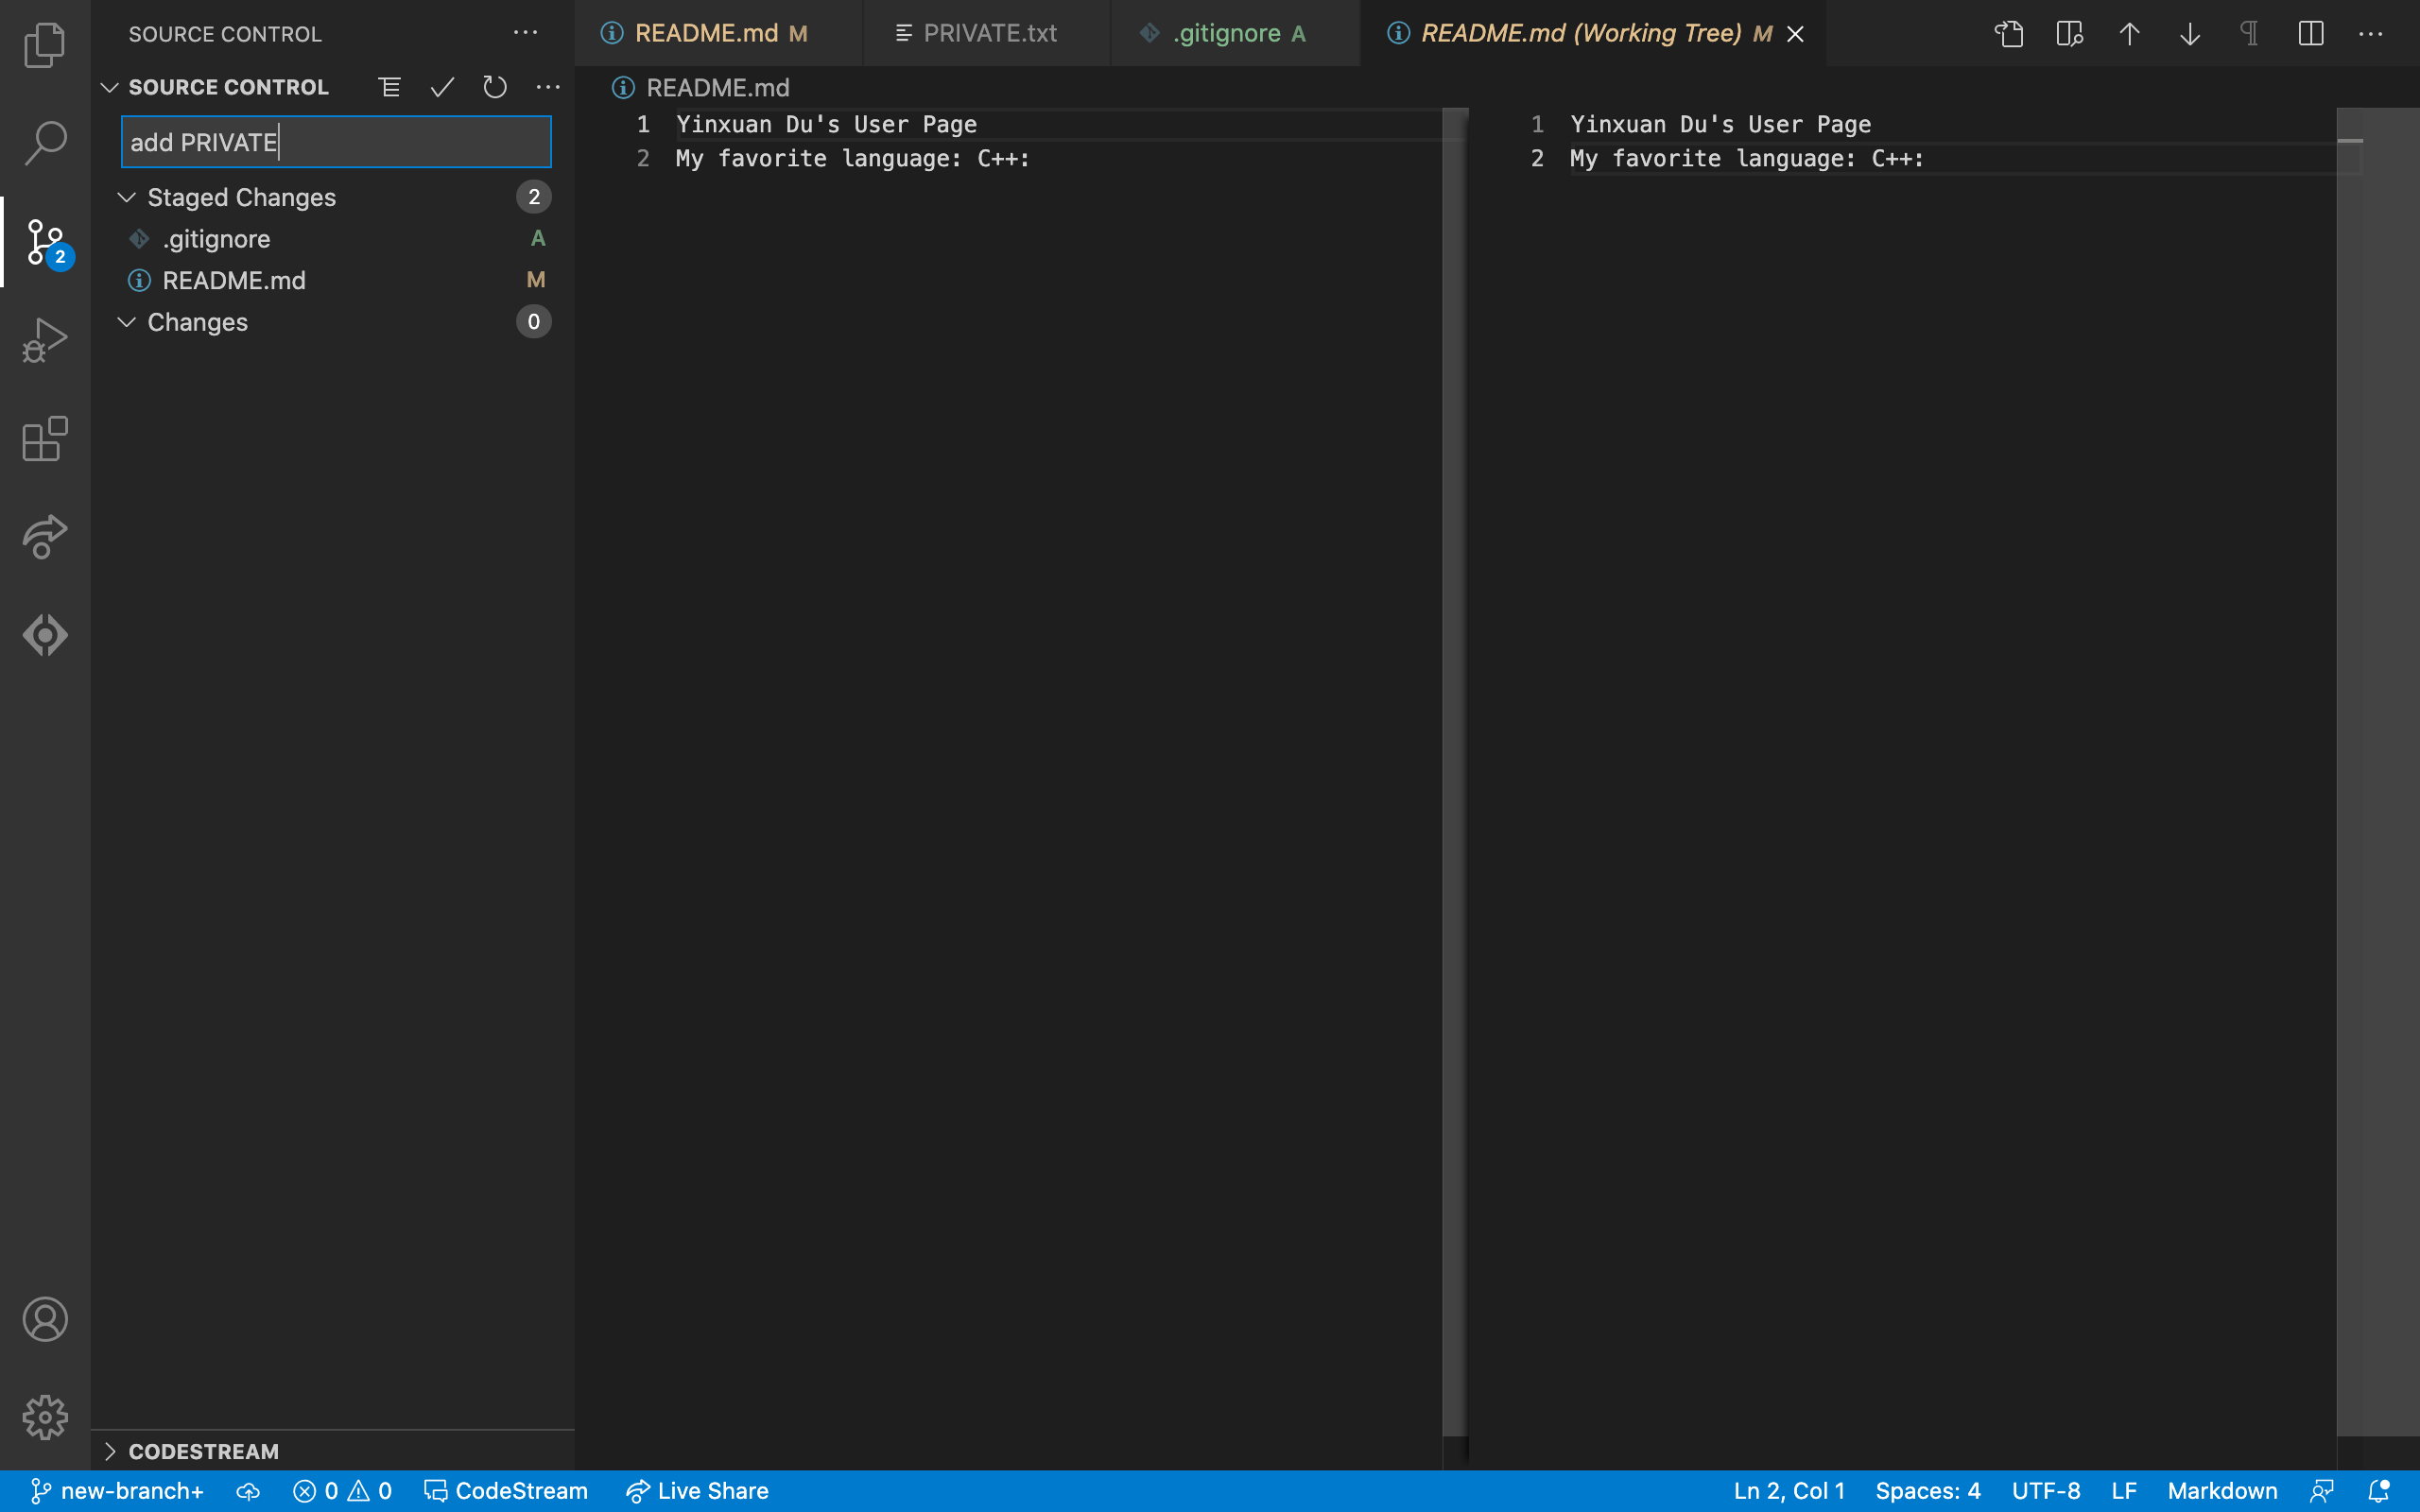 SOURCE CONTROL
README.md M
PRIVATE.txt
.gitignore A
README.md (Working Tree) M
SOURCE CONTROL
README.md
add PRIVATE
Staged Changes 2
.gitignore A
README.md M
Changes 0
2
1 Yinxuan Du's User Page
2 My favorite language: C++:
1 Yinxuan Du's User Page
2 My favorite language: C++:
CODESTREAM
new-branch+ 0 0 CodeStream Live Share Ln 2, Col 1 Spaces: 4 UTF-8 LF Markdown